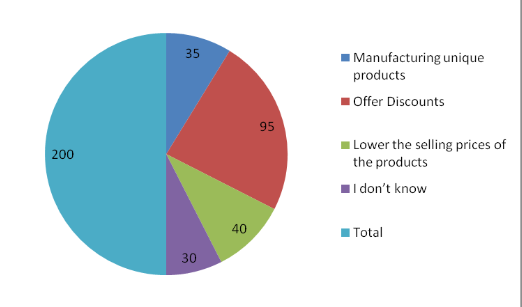 35
95
40
30
200
Manufacturing unique
products
Offer Discounts
Lower the selling prices of
the products
I don't know
Total